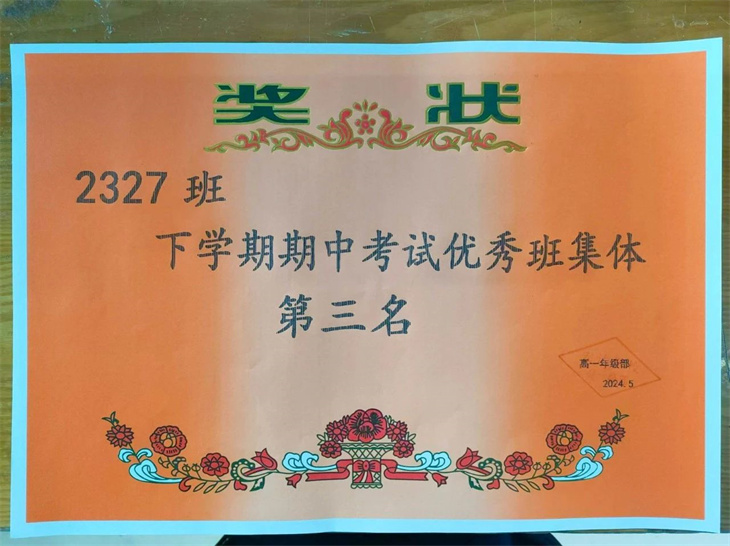 奖 状
2327 班
下学期期中考试优秀班集体
第三名
高一年级部
2024.5